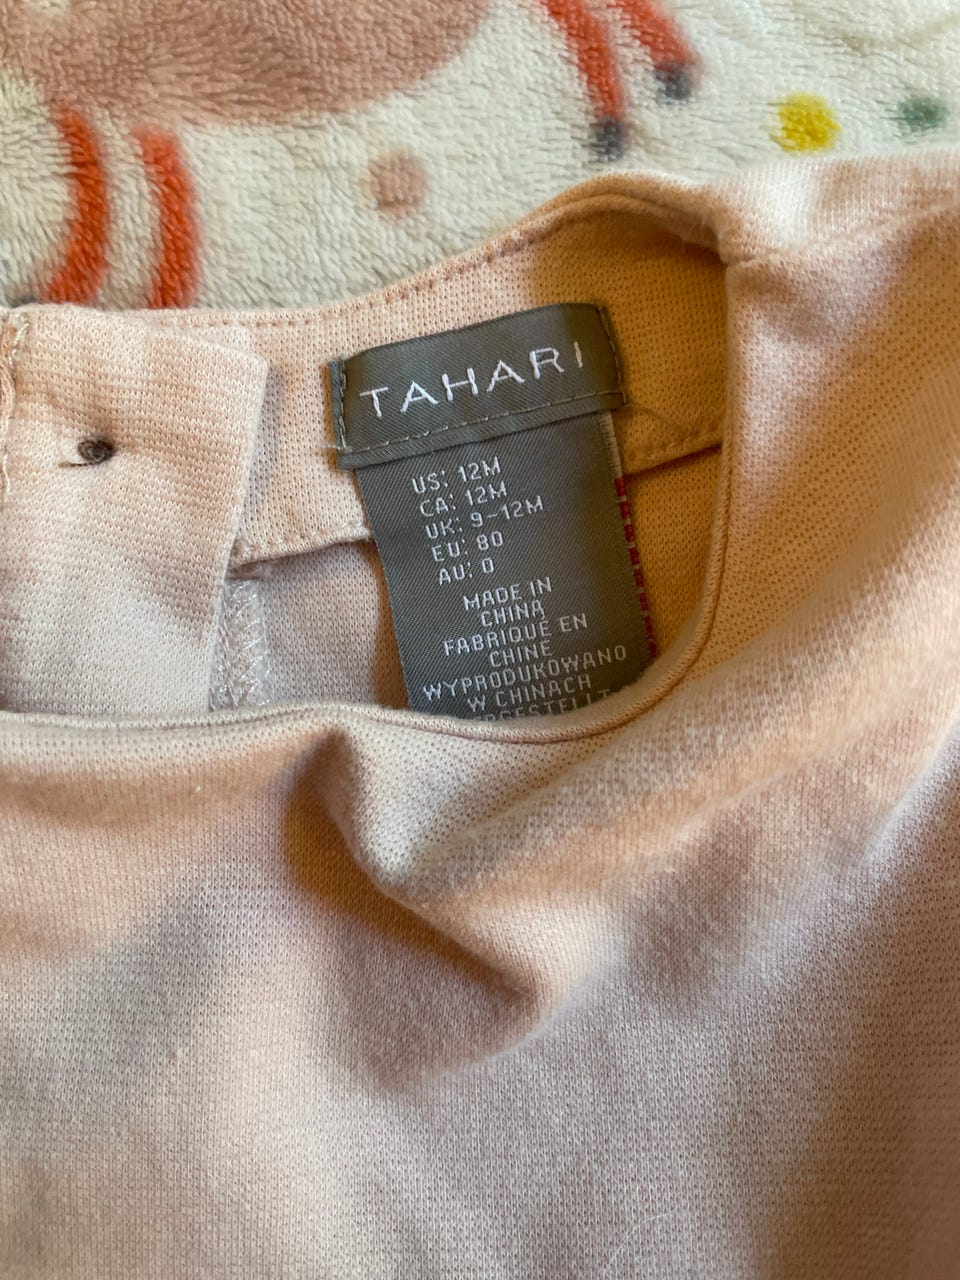 TAHARI
US: 12M
CA: 12M
UK: 9-12M
EU: 80
AU: 0
MADE IN
CHINA
FABRIQUE EN
CHINE
WYPRODUKOWANO
W CHINACH